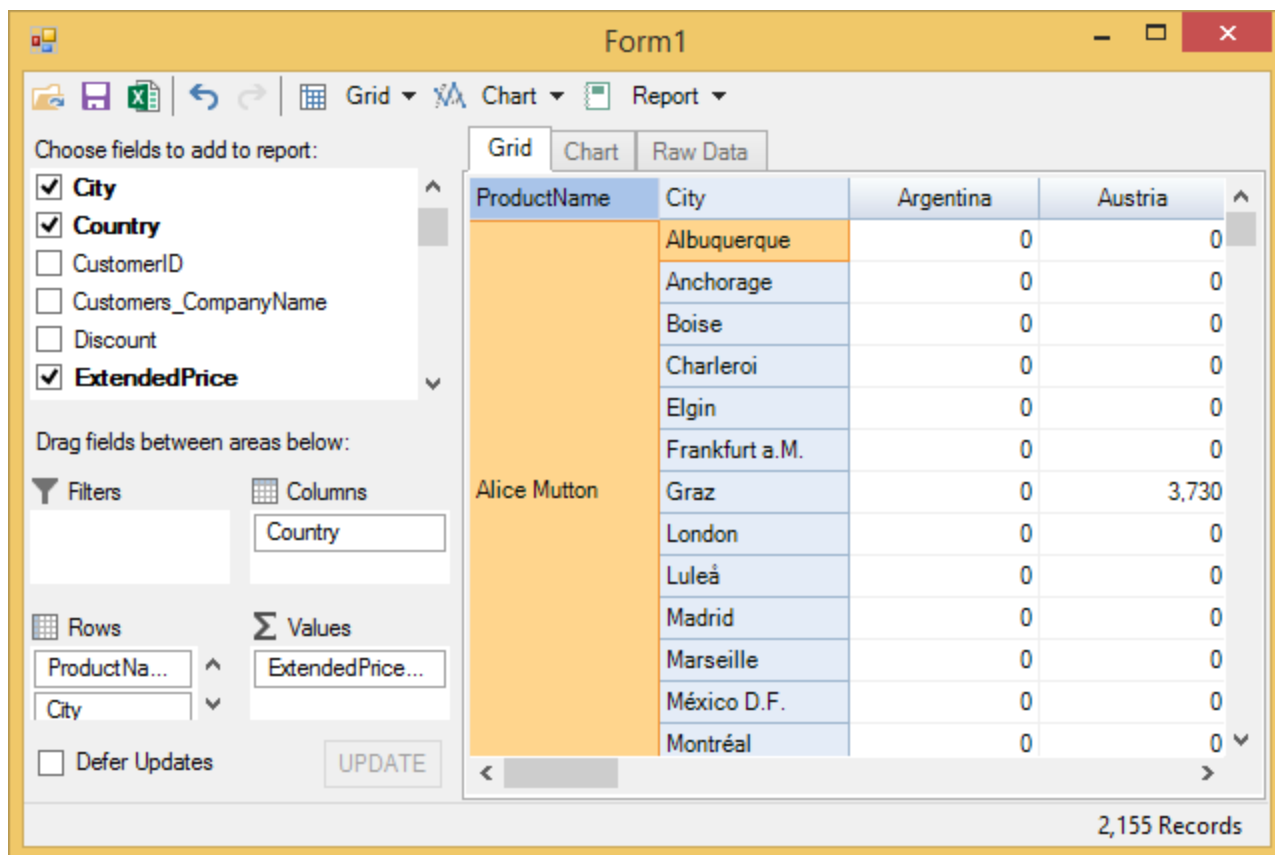 Form1
Grid Chart Report
Choose fields to add to report:
City
Country
CustomerID
Customers_CompanyName
Discount
ExtendedPrice
Drag fields between areas below:
Filters
Columns
Country
Rows
ProductNa...
City
Values
ExtendedPrice...
Defer Updates
UPDATE
Grid Chart Raw Data
ProductName City Argentina Austria
Alice Mutton
Albuquerque 0 0
Anchorage 0 0
Boise 0 0
Charleroi 0 0
Elgin 0 0
Frankfurt a.M. 0 0
Graz 0 3,730
London 0 0
Luleå 0 0
Madrid 0 0
Marseille 0 0
México D.F. 0 0
Montréal 0 0
2,155 Records